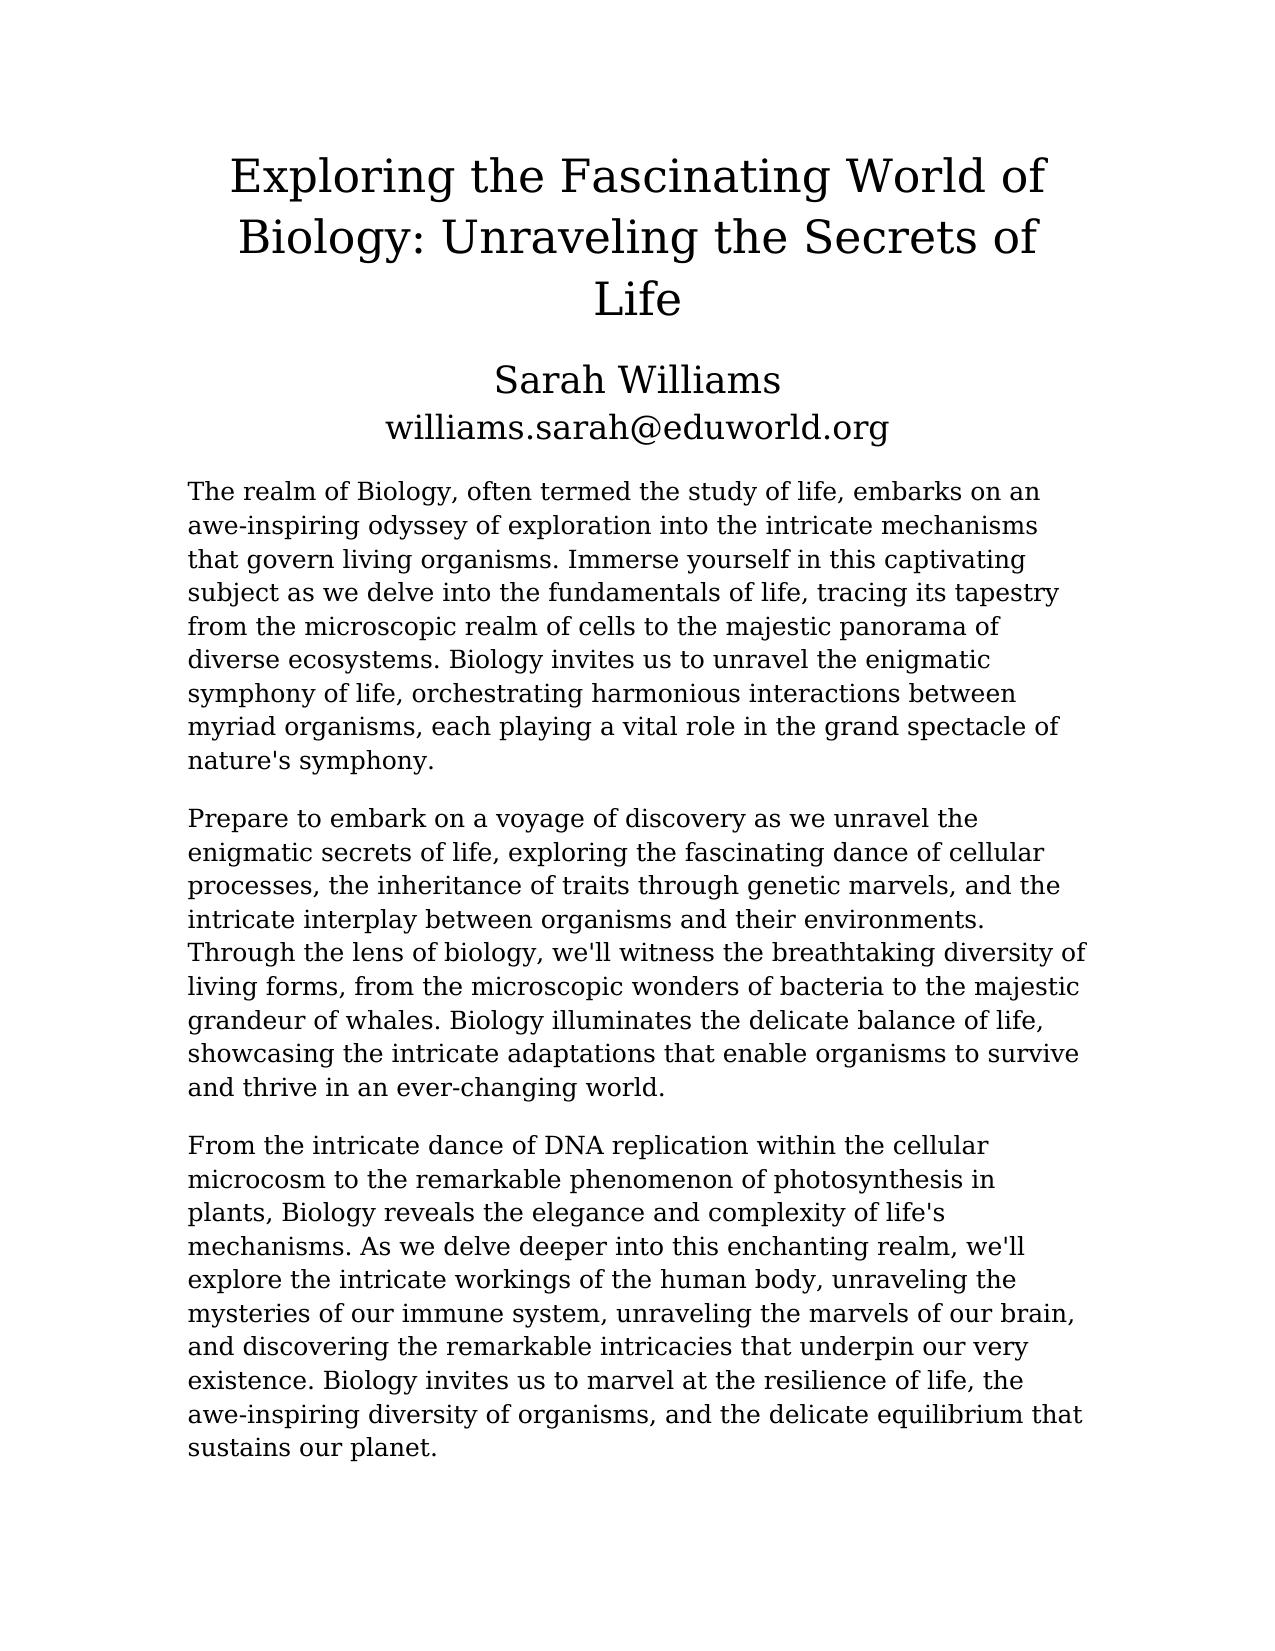 Exploring the Fascinating World of
Biology: Unraveling the Secrets of
Life
Sarah Williams
williams.sarah@eduworld.org
The realm of Biology, often termed the study of life, embarks on an
awe-inspiring odyssey of exploration into the intricate mechanisms
that govern living organisms. Immerse yourself in this captivating
subject as we delve into the fundamentals of life, tracing its tapestry
from the microscopic realm of cells to the majestic panorama of
diverse ecosystems. Biology invites us to unravel the enigmatic
symphony of life, orchestrating harmonious interactions between
myriad organisms, each playing a vital role in the grand spectacle of
nature's symphony.
Prepare to embark on a voyage of discovery as we unravel the
enigmatic secrets of life, exploring the fascinating dance of cellular
processes, the inheritance of traits through genetic marvels, and the
intricate interplay between organisms and their environments.
Through the lens of biology, we'll witness the breathtaking diversity of
living forms, from the microscopic wonders of bacteria to the majestic
grandeur of whales. Biology illuminates the delicate balance of life,
showcasing the intricate adaptations that enable organisms to survive
and thrive in an ever-changing world.
From the intricate dance of DNA replication within the cellular
microcosm to the remarkable phenomenon of photosynthesis in
plants, Biology reveals the elegance and complexity of life's
mechanisms. As we delve deeper into this enchanting realm, we'll
explore the intricate workings of the human body, unraveling the
mysteries of our immune system, unraveling the marvels of our brain,
and discovering the remarkable intricacies that underpin our very
existence. Biology invites us to marvel at the resilience of life, the
awe-inspiring diversity of organisms, and the delicate equilibrium that
sustains our planet.